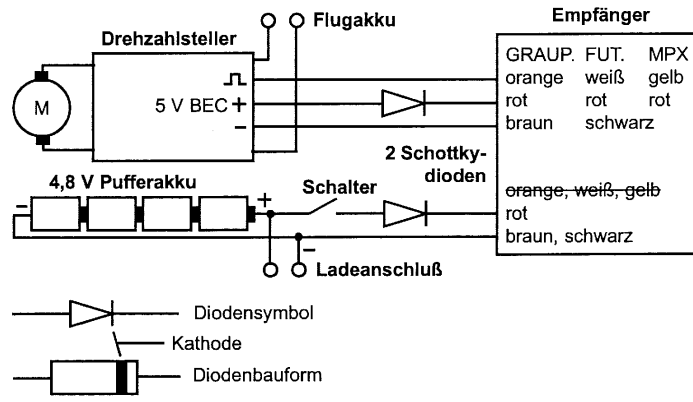 Flugakku
Empfänger
Drehzahlsteller
GRAUP. FUT. MPX
orange weiß gelb
M
5 V BEC +
rot rot rot
−
braun schwarz
2 Schottky-
dioden
4,8 V Pufferakku
Schalter
orange, weiß, gelb
− +
rot
braun, schwarz
−
Ladeanschluß
Diodensymbol
Kathode
Diodenbauform